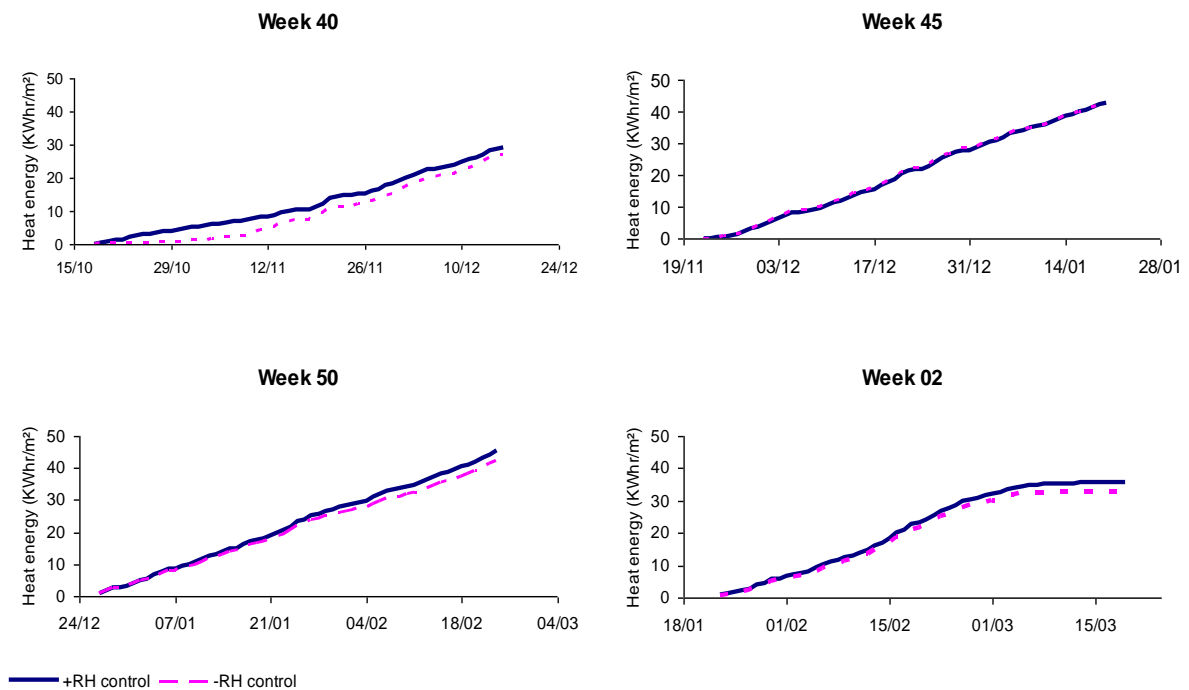 Week 40
Heat energy (KWhr/m²)
50
40
30
20
10
0
15/10 29/10 12/11 26/11 10/12 24/12
Week 45
Heat energy (KWhr/m²)
50
40
30
20
10
0
19/11 03/12 17/12 31/12 14/01 28/01
Week 50
Heat energy (KWhr/m²)
50
40
30
20
10
0
24/12 07/01 21/01 04/02 18/02 04/03
Week 02
Heat energy (KWhr/m²)
50
40
30
20
10
0
18/01 01/02 15/02 01/03 15/03
+RH control -RH control